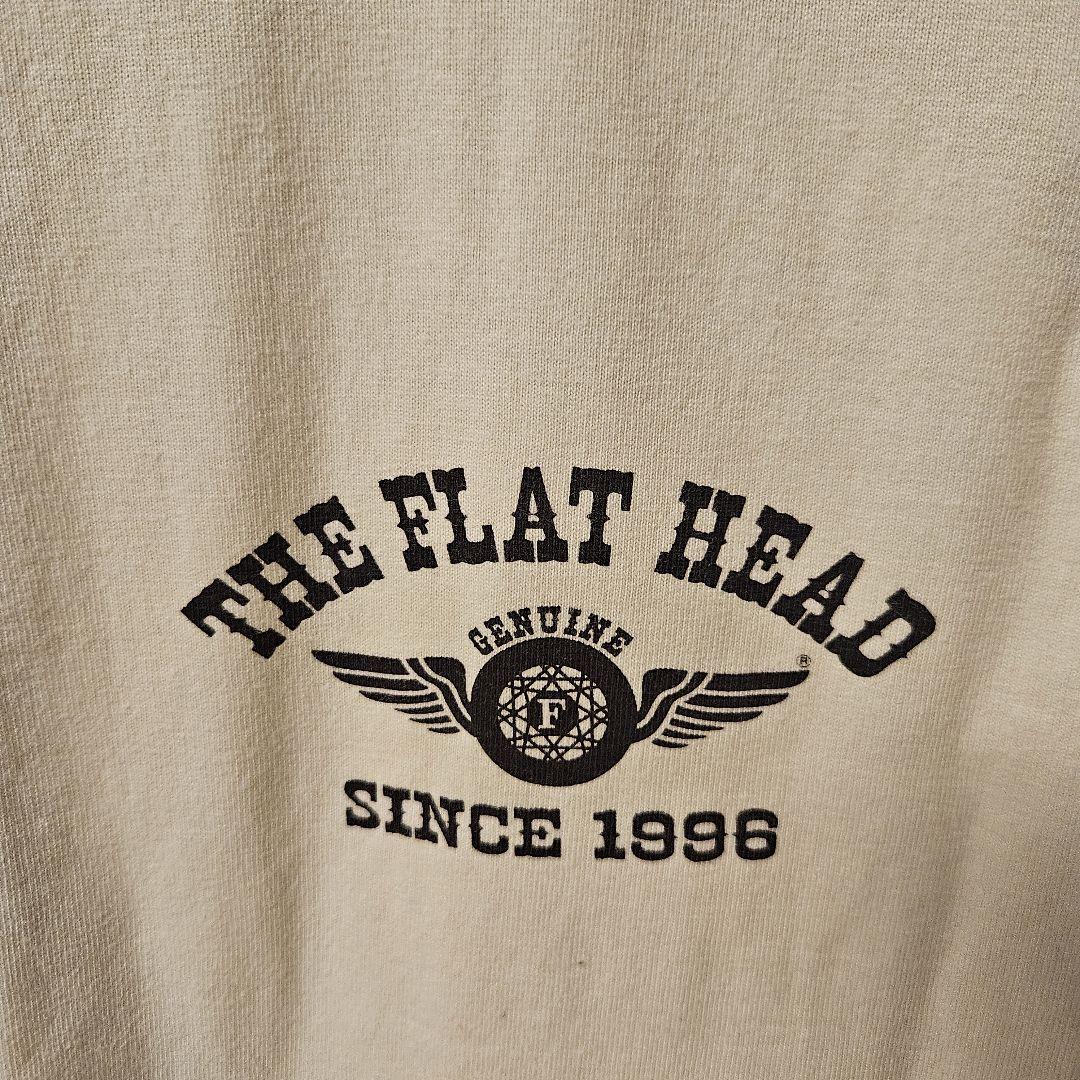 THE FLAT HEAD
GENUINE
®
F
SINCE 1996